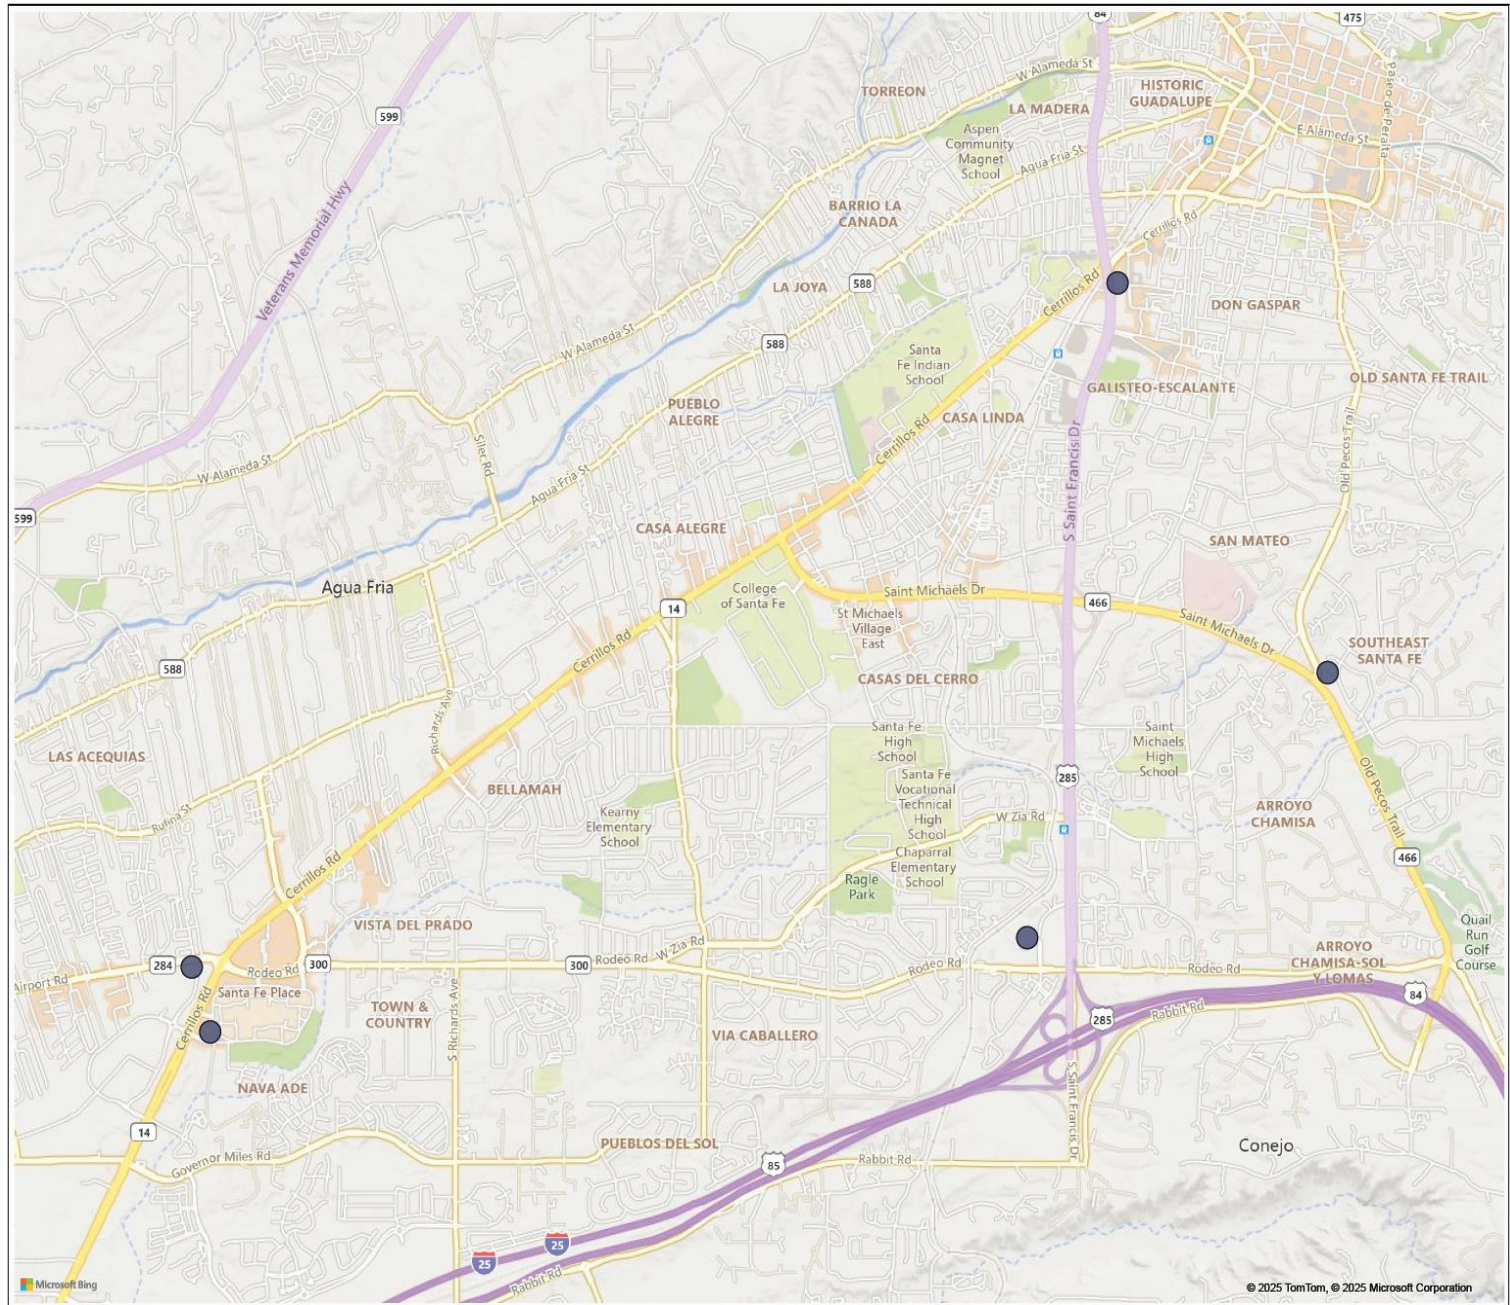 84
475
W Alameda St
TORREON
HISTORIC
GUADALUPE
LA MADERA
Paseo de Peralta
599
Aspen
Community
Magnet
School
E Alameda St
Agua Fria St
Veterans Memorial Hwy
BARRIO LA
CANADA
Cerrillos Rd
LA JOYA
588
Cerrillos Rd
DON GASPAR
W Alameda St
588
Santa
Fe Indian
School
OLD SANTA FE TRAIL
GALISTEO-ESCALANTE
PUEBLO
ALEGRE
CASA LINDA
Cerrillos Rd
Siler Rd
W Alameda St
Old Pecos Trail
S Saint Francis Dr
Agua Fria St
599
CASA ALEGRE
SAN MATEO
Agua Fria
College
of Santa Fe
Saint Michaels Dr
466
14
St Michaels
Village
East
Saint Michaels Dr
Cerrillos Rd
SOUTHEAST
SANTA FE
588
CASAS DEL CERRO
Richards Ave
Santa Fe
High
School
Saint
Michaels
High
School
LAS ACEQUIAS
285
BELLAMAH
Santa Fe
Vocational
Technical
High
School
Old Pecos Trail
Rufina St
Kearny
Elementary
School
W Zia Rd
ARROYO
CHAMISA
Chaparral
Elementary
School
466
Cerrillos Rd
Ragle
Park
VISTA DEL PRADO
Quail
Run
Golf
Course
W Zia Rd
ARROYO
CHAMISA-SOL
Y LOMAS
284
Rodeo Rd
300
300
Rodeo Rd
Rodeo Rd
Rodeo Rd
Airport Rd
Santa Fe Place
84
TOWN &
COUNTRY
Cerrillos Rd
S Richards Ave
285
Rabbit Rd
VIA CABALLERO
NAVA ADE
S Saint Francis Dr
14
PUEBLOS DEL SOL
Conejo
Governor Miles Rd
85
Rabbit Rd
25
25
Rabbit Rd
Microsoft Bing
© 2025 TomTom, © 2025 Microsoft Corporation